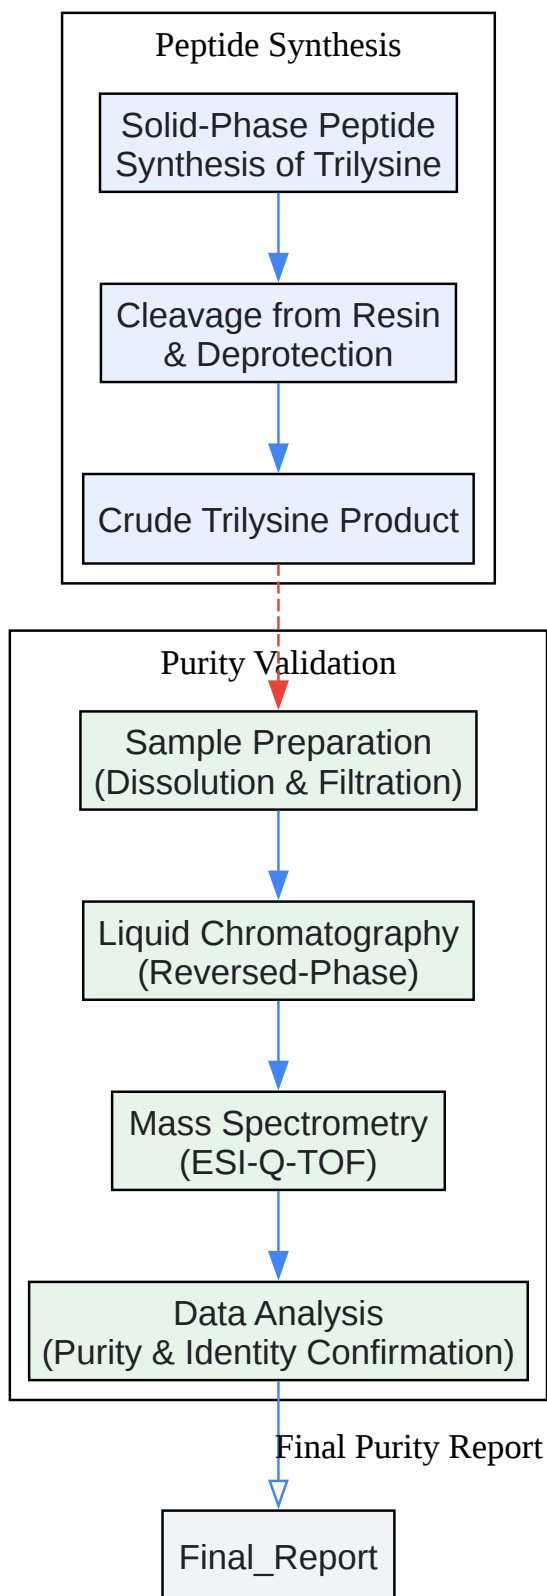 Peptide Synthesis
Solid-Phase Peptide
Synthesis of Trilysine
Cleavage from Resin
& Deprotection
Crude Trilysine Product
Purity Validation
Sample Preparation
(Dissolution & Filtration)
Liquid Chromatography
(Reversed-Phase)
Mass Spectrometry
(ESI-Q-TOF)
Data Analysis
(Purity & Identity Confirmation)
Final Purity Report
Final_Report